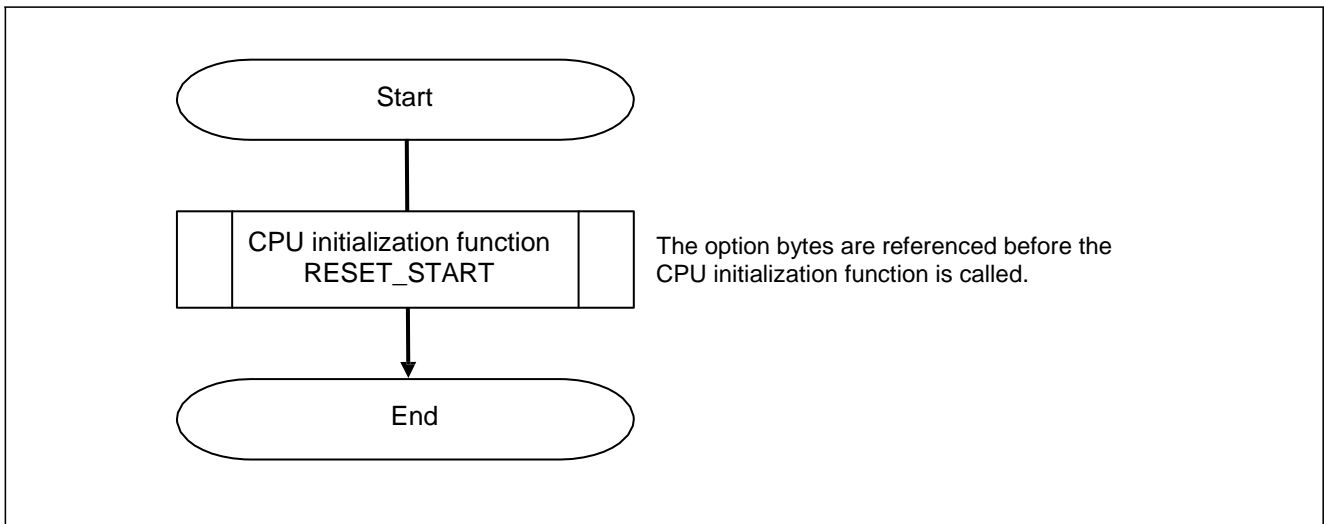 Start
CPU initialization function
RESET_START
The option bytes are referenced before the
CPU initialization function is called.
End